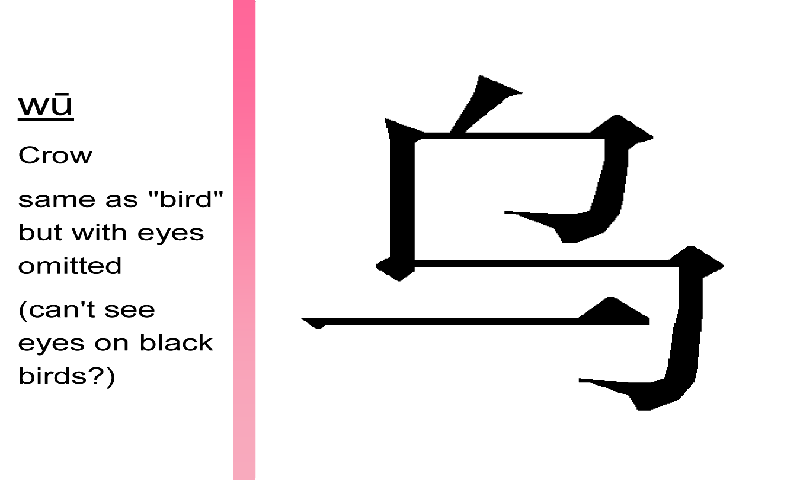 wū
Crow
same as "bird"
but with eyes
omitted
(can't see
eyes on black
birds?)
乌